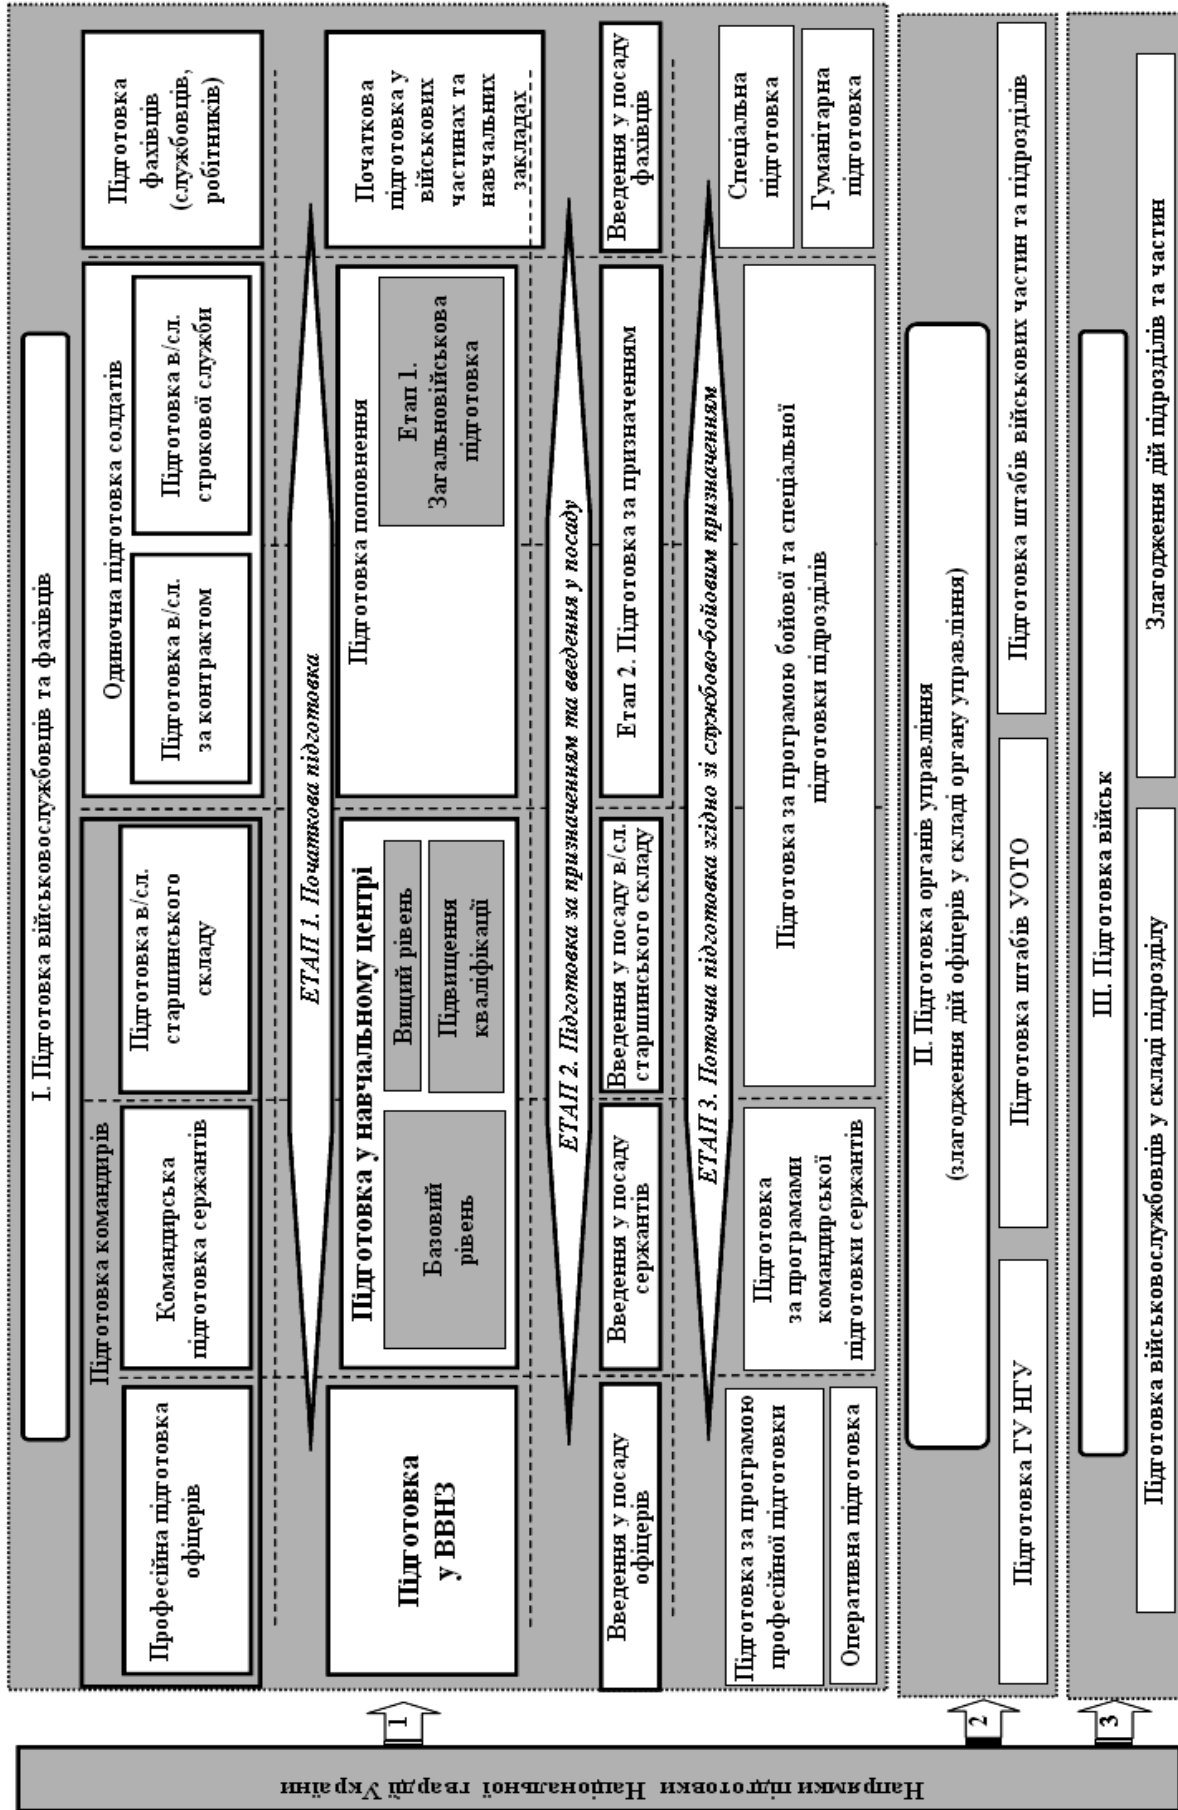 Напрямки підготовки Національної гвардії України
1
І. Підготовка військовослужбовців та фахівців
Підготовка командирів
Професійна підготовка
офіцерів
Командирська
підготовка сержантів
Підготовка в/сл.
старшинського
складу
Одиночна підготовка солдатів
Підготовка в/сл.
за контрактом
Підготовка в/сл.
строкової служби
Підготовка
фахівців
(службовців,
робітників)
ЕТАП 1. Початкова підготовка
Підготовка
у ВВНЗ
Підготовка у навчальному центрі
Базовий
рівень
Вищий рівень
Підвищення
кваліфікації
Підготовка поповнення
Етап 1.
Загальновійськова
підготовка
Початкова
підготовка у
військових
частинах та
навчальних
закладах
ЕТАП 2. Підготовка за призначенням та введення у посаду
Введення у посаду
офіцерів
Введення у посаду
сержантів
Введення у посаду в/сл.
старшинського складу
Етап 2. Підготовка за призначенням
Введення у посаду
фахівців
ЕТАП 3. Поточна підготовка згідно зі службово-бойовим призначенням
Підготовка за програмою
професійної підготовки
Оперативна підготовка
Підготовка
за програмами
командирської
підготовки сержантів
Підготовка за програмою бойової та спеціальної
підготовки підрозділів
Спеціальна
підготовка
Гуманітарна
підготовка
2
ІІ. Підготовка органів управління
(злагодження дій офіцерів у складі органу управління)
Підготовка ГУ НГУ
Підготовка штабів УОТО
Підготовка штабів військових частин та підрозділів
3
ІІІ. Підготовка військ
Підготовка військовослужбовців у складі підрозділу
Злагодження дій підрозділів та частин